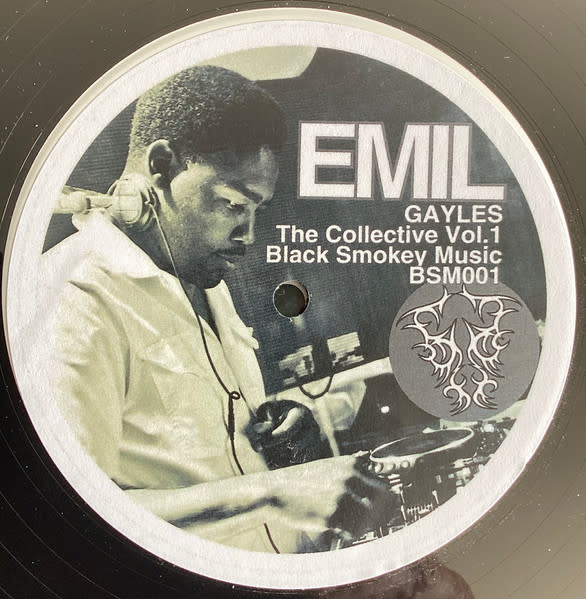 EMIL
GAYLES
The Collective Vol.1
Black Smokey Music
BSM001